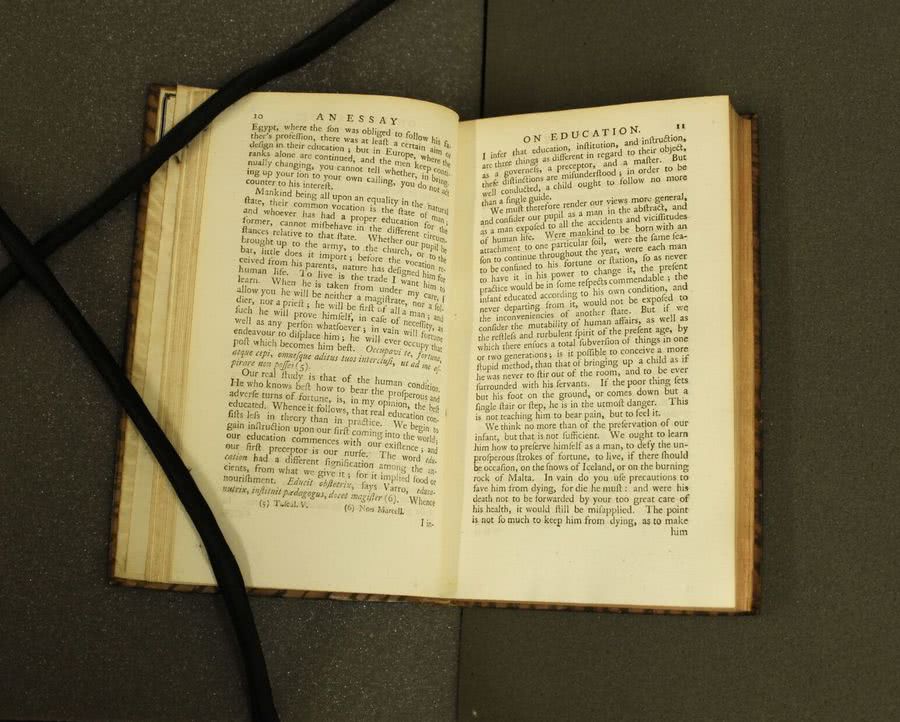 10 AN ESSAY
Egypt, where the ſon was obliged to follow his fa-
ther's profeſſion, there was at leaſt a certain aim or
deſign in their education; but in Europe, where the
ranks alone are continued, and the men keep conti-
nually changing, you cannot tell whether, in bring-
ing up your ſon to your own calling, you do not act
counter to his intereſt.
Mankind being all upon an equality in the natural
ſtate, their common vocation is the ſtate of man;
and whoever has had a proper education for the
former, cannot miſbehave in the different circum-
ſtances relative to that ſtate. Whether our pupil be
brought up to the army, to the church, or to the
bar, little does it import; before the vocation re-
ceived from his parents, nature has deſigned him for
human life. To live is the trade I want him to
learn. When he is taken from under my care, I
allow you he will be neither a magiſtrate, nor a ſol-
dier, nor a prieſt; he will be firſt of all a man; and
ſuch he will prove himſelf, in caſe of neceſſity, as
well as any perſon whatſoever; in vain will fortune
endeavour to diſplace him; he will ever occupy that
poſt which becomes him beſt. Occupavi te, fortuna,
atque cepi, omneſque aditus tuos intercluſi, ut ad me aſ-
pirare non poſſes (5).
Our real ſtudy is that of the human condition.
He who knows beſt how to bear the proſperous and
adverſe turns of fortune, is, in my opinion, the beſt
educated. Whence it follows, that real education con-
ſiſts leſs in theory than in practice. We begin to
gain inſtruction upon our firſt coming into the world;
our education commences with our exiſtence; and
our firſt preceptor is our nurſe. The word edu-
cation had a different ſignification among the an-
cients, from what we give it; for it implied food or
nouriſhment. Educit obſtetrix, ſays Varro, educat
nutrix, inſtituit pædagogus, docet magiſter (6). Whence
(5) Tuſcul. V. (6) Non. Marcell.
I in-
ON EDUCATION. 11
I infer that education, inſtitution, and inſtruction,
are three things as different in regard to their object,
as a governeſs, a preceptor, and a maſter. But
theſe diſtinctions are miſunderſtood; in order to be
well conducted, a child ought to follow no more
than a ſingle guide.
We muſt therefore render our views more general,
and conſider our pupil as a man in the abſtract, and
as a man expoſed to all the accidents and viciſſitudes
of human life. Were mankind to be born with an
attachment to one particular ſoil, were the ſame ſea-
ſon to continue throughout the year, were each man
to be confined to his fortune or ſtation, ſo as never
to have it in his power to change it, the preſent
practice would be in ſome reſpects commendable; the
infant educated according to his own condition, and
never departing from it, would not be expoſed to
the inconveniencies of another ſtate. But if we
conſider the mutability of human affairs, as well as
the reſtleſs and turbulent ſpirit of the preſent age, by
which there enſues a total ſubverſion of things in one
or two generations; is it poſſible to conceive a more
ſtupid method, than that of bringing up a child as if
he was never to ſtir out of the room, and to be ever
ſurrounded with his ſervants. If the poor thing ſets
but his foot on the ground, or comes down but a
ſingle ſtair or ſtep, he is in the utmoſt danger. This
is not teaching him to bear pain, but to feel it.
We think no more than of the preſervation of our
infant, but that is not ſufficient. We ought to learn
him how to preſerve himſelf as a man, to defy the un-
proſperous ſtrokes of fortune, to live, if there ſhould
be occaſion, on the ſnows of Iceland, or on the burning
rock of Malta. In vain do you uſe precautions to
ſave him from dying, for die he muſt: and were his
death not to be forwarded by your too great care of
his health, it would ſtill be miſapplied. The point
is not ſo much to keep him from dying, as to make
him